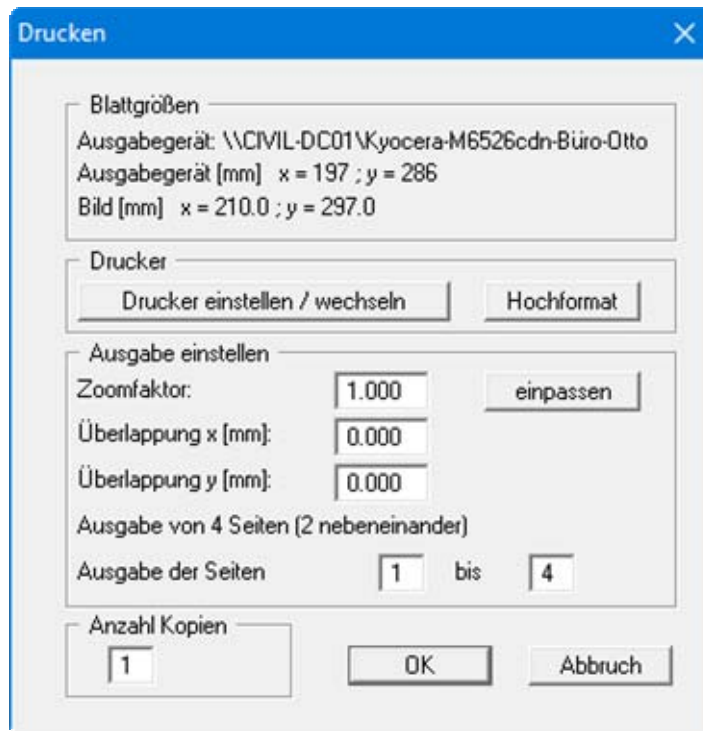 Drucken
Blattgrößen
Ausgabegerät: \\CIVIL-DC01\Kyocera-M6526cdn-Büro-Otto
Ausgabegerät [mm] x = 197 ; y = 286
Bild [mm] x = 210.0 ; y = 297.0
Drucker
Drucker einstellen / wechseln Hochformat
Ausgabe einstellen
Zoomfaktor: 1.000 einpassen
Überlappung x [mm]: 0.000
Überlappung y [mm]: 0.000
Ausgabe von 4 Seiten (2 nebeneinander)
Ausgabe der Seiten 1 bis 4
Anzahl Kopien
1 OK Abbruch